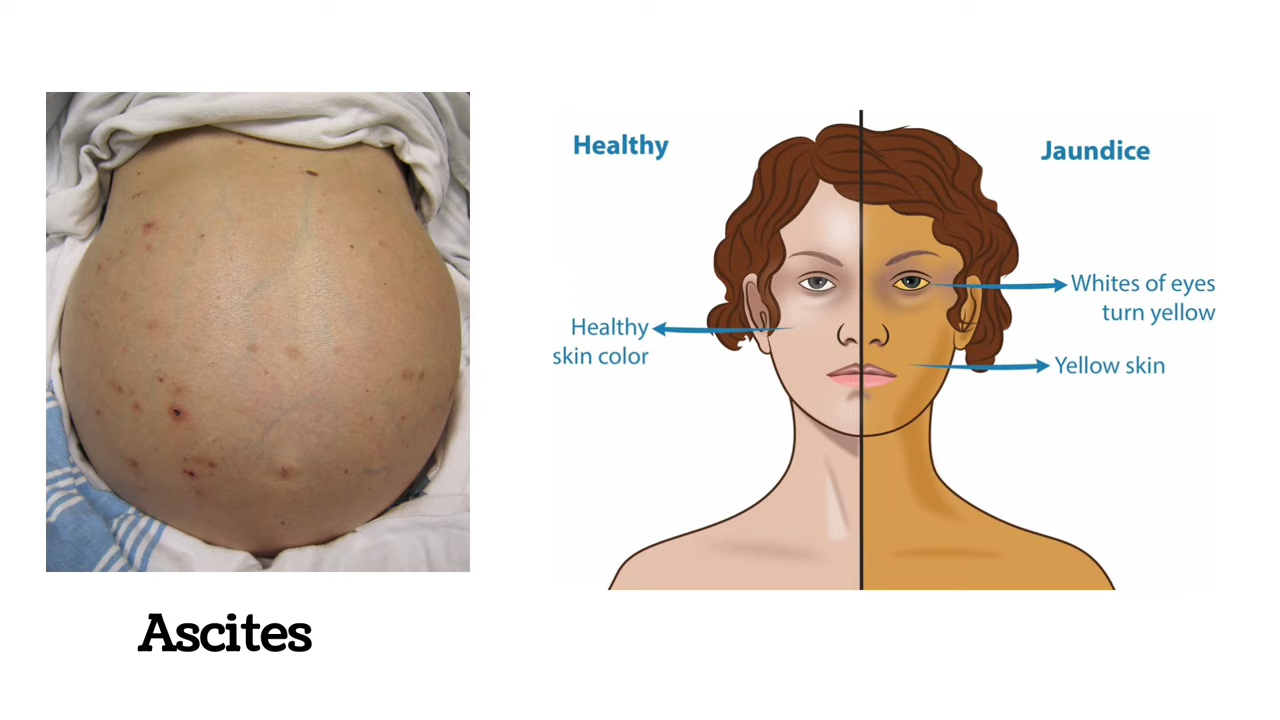 Healthy
Jaundice
Whites of eyes
turn yellow
Healthy
skin color
Yellow skin
Ascites